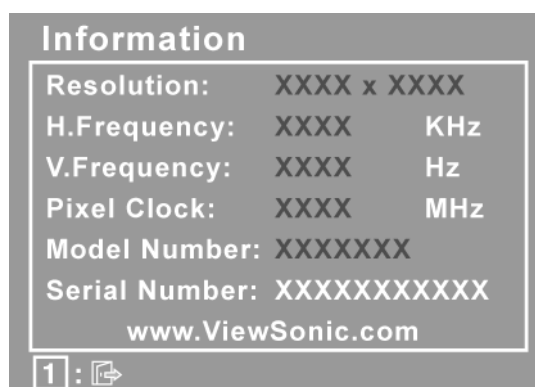 Information
Resolution: XXXX x XXXX
H.Frequency: XXXX KHz
V.Frequency: XXXX Hz
Pixel Clock: XXXX MHz
Model Number: XXXXXXX
Serial Number: XXXXXXXXXXX
www.ViewSonic.com
1 :